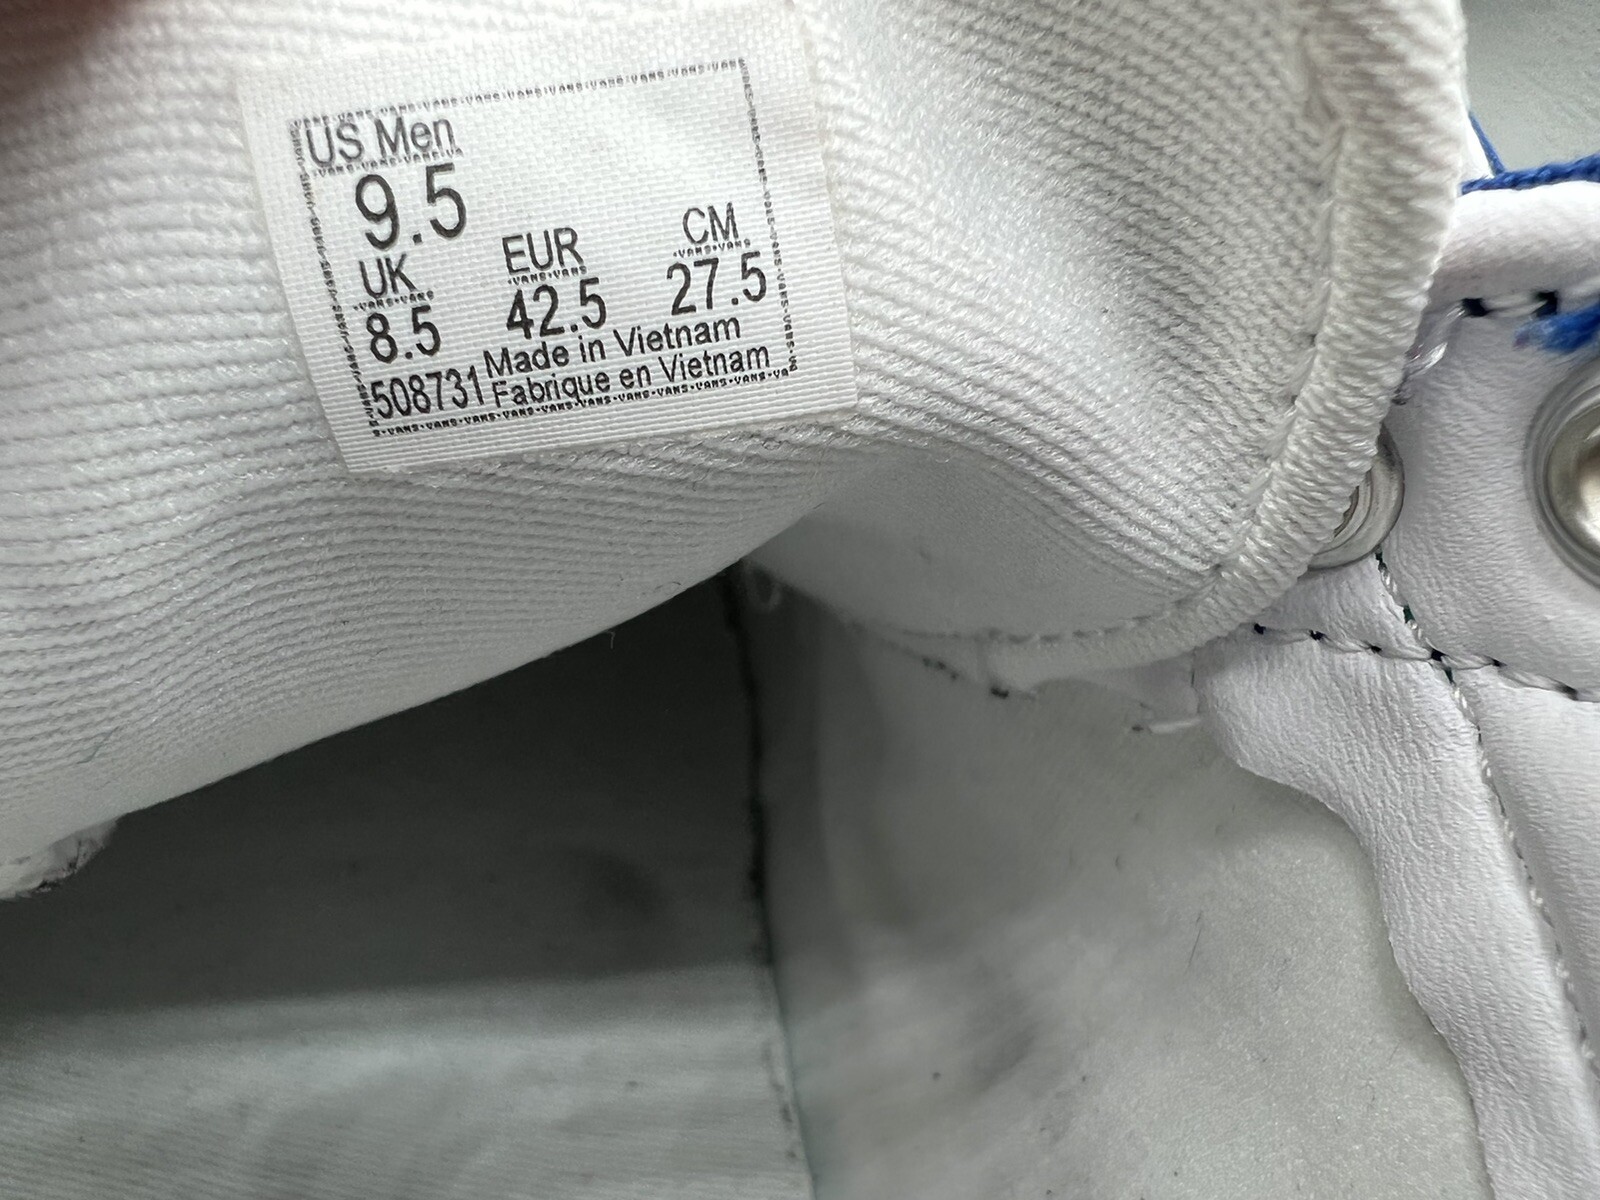 US Men
9.5
UK EUR CM
8.5 42.5 27.5
Made in Vietnam
508731 Fabrique en Vietnam